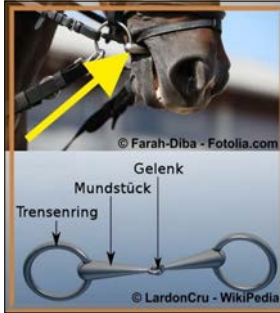 © Farah-Diba - Fotolia.com
Gelenk
Mundstück
Trensenring
© LardonCru - WikiPedia